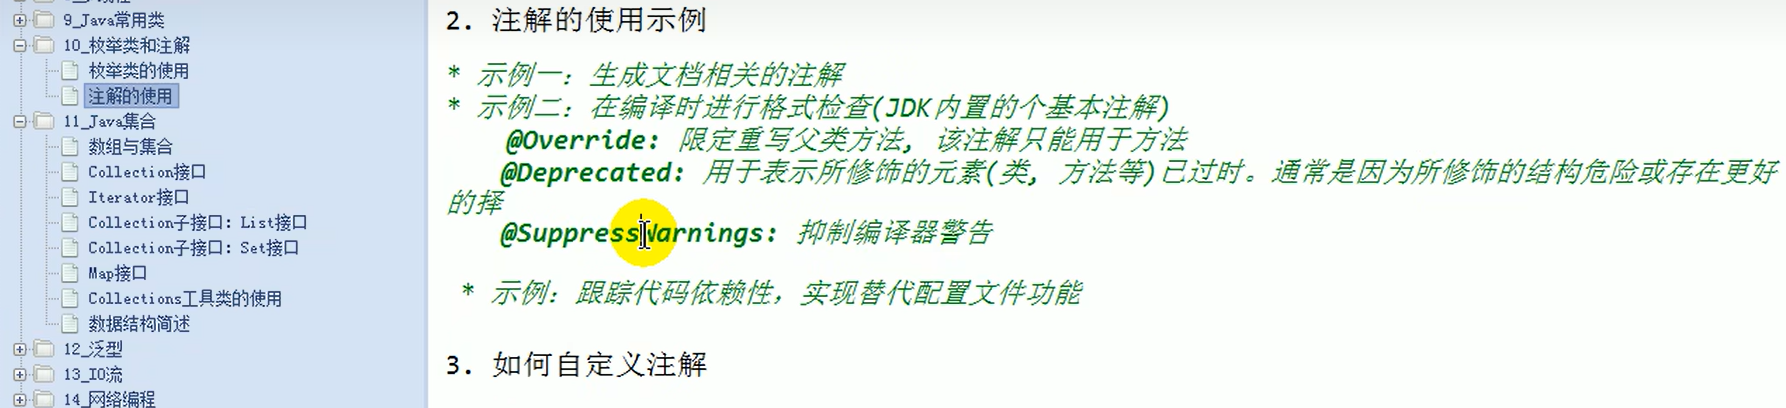 9_Java常用类
10_枚举类和注解
枚举类的使用
注解的使用
11_Java集合
数组与集合
Collection接口
Iterator接口
Collection子接口: List接口
Collection子接口: Set接口
Map接口
Collections工具类的使用
数据结构简述
12_泛型
13_IO流
14_网络编程
2. 注解的使用示例
* 示例一: 生成文档相关的注解
* 示例二: 在编译时进行格式检查(JDK内置的个基本注解)
@Override: 限定重写父类方法, 该注解只能用于方法
@Deprecated: 用于表示所修饰的元素(类, 方法等)已过时。通常是因为所修饰的结构危险或存在更好
的择
@SuppressWarnings: 抑制编译器警告
* 示例: 跟踪代码依赖性，实现替代配置文件功能
3. 如何自定义注解